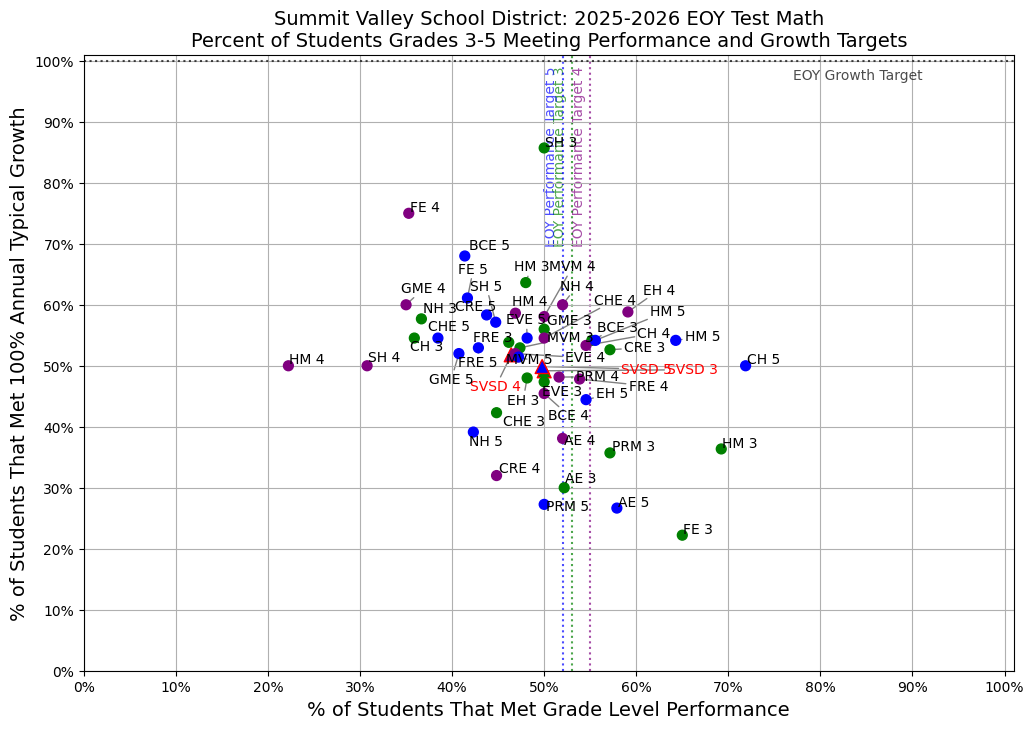 Summit Valley School District: 2025-2026 EOY Test Math
Percent of Students Grades 3-5 Meeting Performance and Growth Targets
% of Students That Met 100% Annual Typical Growth
100%
90%
80%
70%
60%
50%
40%
30%
20%
10%
0%
EOY Growth Target
EOY Performance Target 5
EOY Performance Target 3
EOY Performance Target 4
SH 3
FE 4
BCE 5
FE 5
HM 3
MVM 4
GME 4
SH 5
NH 4
EH 4
NH 3
CRE 5
HM 4
CHE 4
HM 5
CHE 5
EVE 5
GME 3
BCE 3
CH 4
HM 5
CH 3
FRE 3
MVM 3
CRE 3
HM 4
SH 4
FRE 5
MVM 5
EVE 4
CH 5
GME 5
SVSD 4
PRM 4
SVSD 5
SVSD 3
EH 3
EVE 3
EH 5
FRE 4
CHE 3
BCE 4
NH 5
AE 4
PRM 3
HM 3
CRE 4
AE 3
PRM 5
AE 5
FE 3
0%
10%
20%
30%
40%
50%
60%
70%
80%
90%
100%
% of Students That Met Grade Level Performance